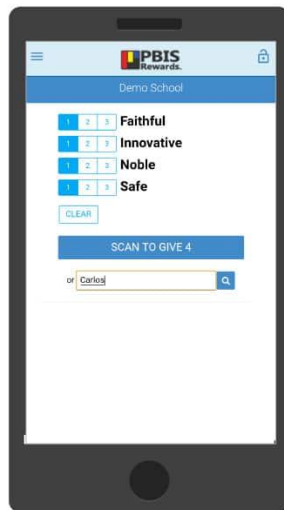 PBIS
Rewards.
Demo School
1 2 3 Faithful
1 2 3 Innovative
1 2 3 Noble
1 2 3 Safe
CLEAR
SCAN TO GIVE 4
or Carlos